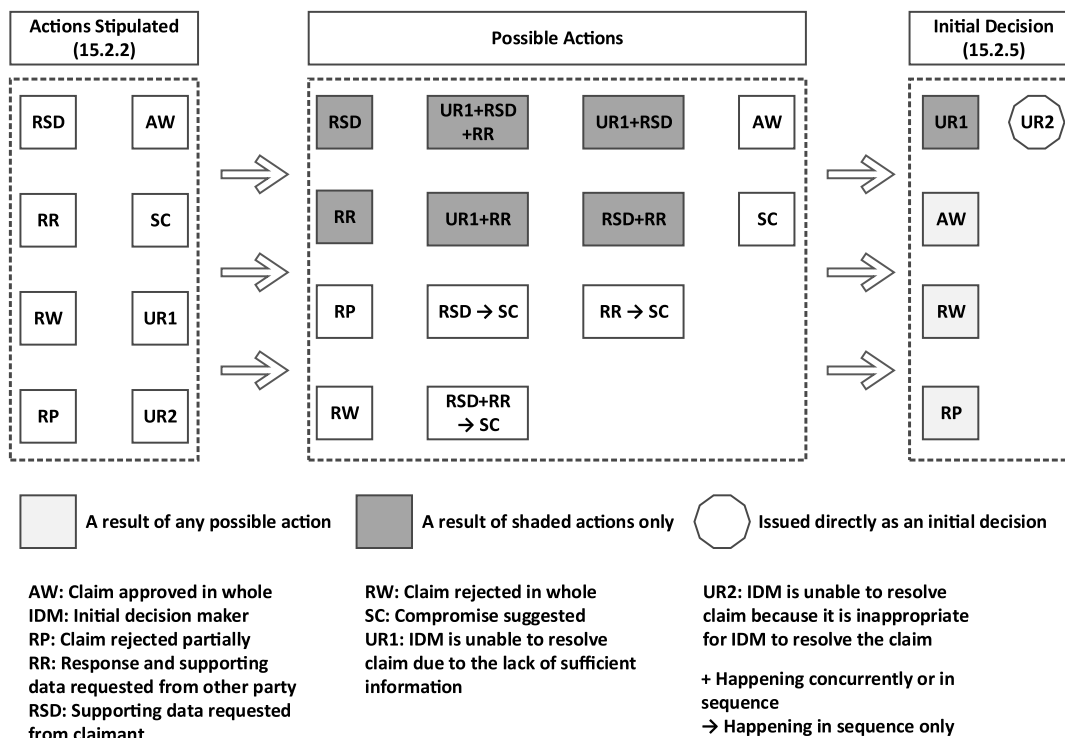 Actions Stipulated
(15.2.2)
Possible Actions
Initial Decision
(15.2.5)
RSD
AW
RSD
UR1+RSD
+RR
UR1+RSD
AW
UR1
UR2
RR
SC
RR
UR1+RR
RSD+RR
SC
AW
RW
UR1
RP
RSD → SC
RR → SC
RW
RP
UR2
RW
RSD+RR
→ SC
RP
A result of any possible action
A result of shaded actions only
Issued directly as an initial decision
AW: Claim approved in whole
IDM: Initial decision maker
RP: Claim rejected partially
RR: Response and supporting
data requested from other party
RSD: Supporting data requested
from claimant
RW: Claim rejected in whole
SC: Compromise suggested
UR1: IDM is unable to resolve
claim due to the lack of sufficient
information
UR2: IDM is unable to resolve
claim because it is inappropriate
for IDM to resolve the claim
+ Happening concurrently or in
sequence
→ Happening in sequence only